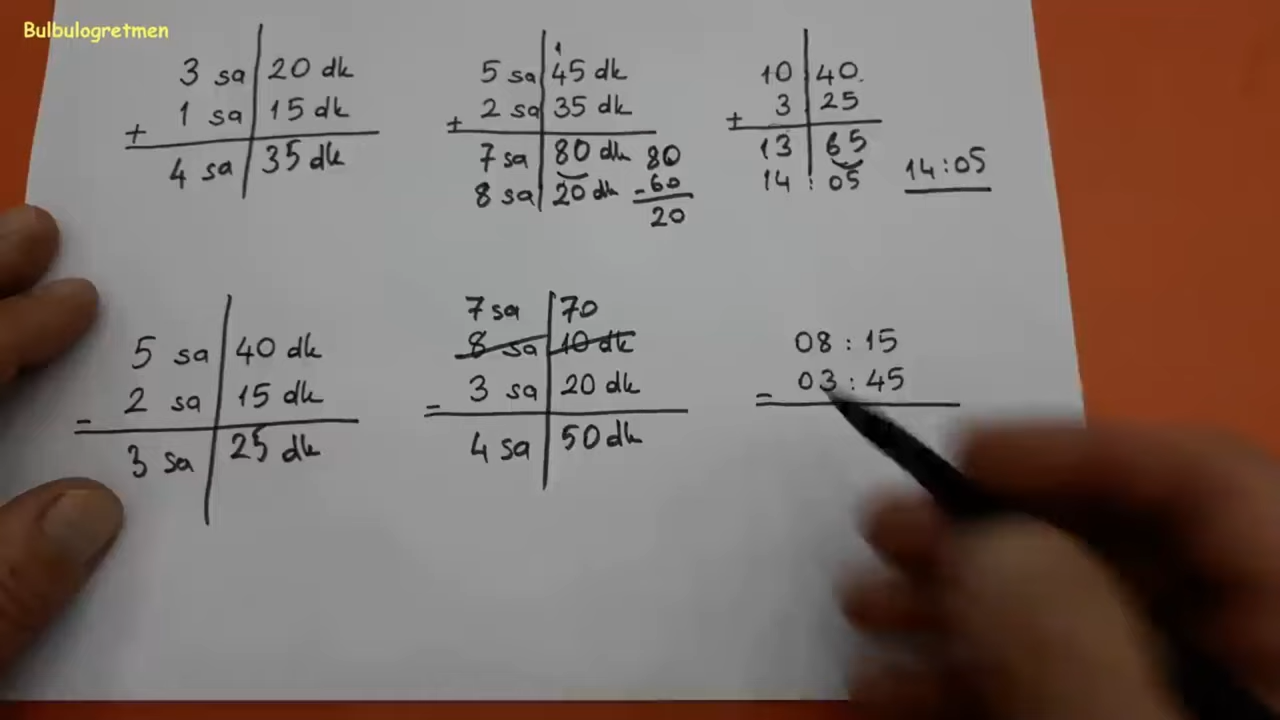 Bulbulogretmen
3 sa 20 dk
1 sa 15 dk
+
4 sa 35 dk
1
5 sa 45 dk
2 sa 35 dk
+
7 sa 80 dk
8 sa 20 dk
80
-60
20
10 40
3 25
+
13 65
14 : 05
14:05
5 sa 40 dk
2 sa 15 dk
-
3 sa 25 dk
7 sa 70
8 sa 10 dk
3 sa 20 dk
-
4 sa 50 dk
08 : 15
03 : 45
-